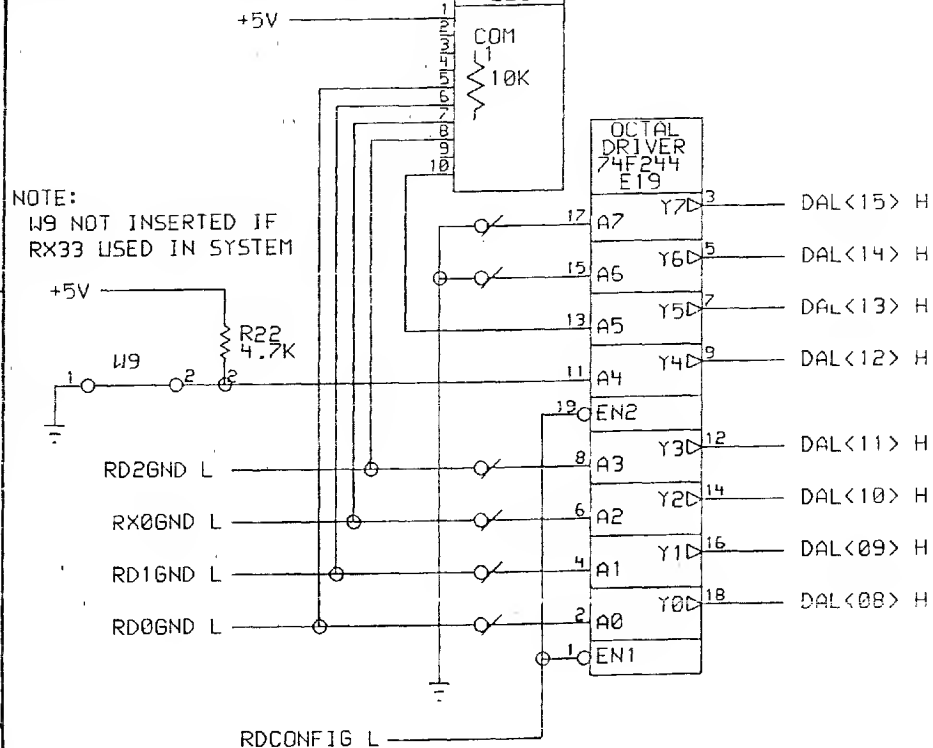 +5V
1
2
3
4
5
6
7
8
9
10
COM
1
10K
OCTAL
DRIVER
74F244
E19
17 A7 Y7 3 DAL<15> H
15 A6 Y6 5 DAL<14> H
13 A5 Y5 7 DAL<13> H
11 A4 Y4 9 DAL<12> H
19 EN2
8 A3 Y3 12 DAL<11> H
6 A2 Y2 14 DAL<10> H
4 A1 Y1 16 DAL<09> H
2 A0 Y0 18 DAL<08> H
1 EN1
NOTE:
W9 NOT INSERTED IF
RX33 USED IN SYSTEM
+5V
R22
4.7K
1 W9 2 2
RD2GND L
RX0GND L
RD1GND L
RD0GND L
RDCONFIG L